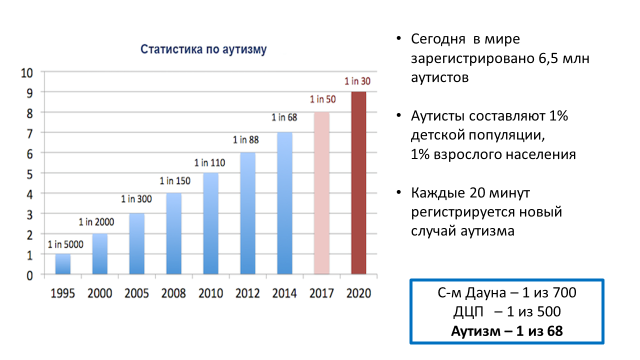 Статистика по аутизму
10
9
8
7
6
5
4
3
2
1
0
1 in 5000
1 in 2000
1 in 300
1 in 150
1 in 110
1 in 88
1 in 68
1 in 50
1 in 30
1995 2000 2005 2008 2010 2012 2014 2017 2020
• Сегодня в мире
зарегистрировано 6,5 млн
аутистов
• Аутисты составляют 1%
детской популяции,
1% взрослого населения
• Каждые 20 минут
регистрируется новый
случай аутизма
С-м Дауна – 1 из 700
ДЦП – 1 из 500
Аутизм – 1 из 68